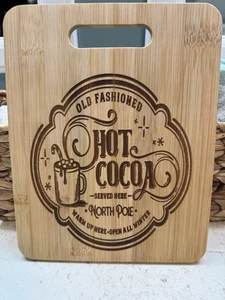 OLD FASHIONED
HOT
COCOA
SERVED HERE
NORTH POLE
WARM UP HERE•OPEN ALL WINTER